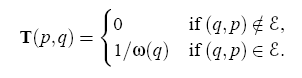 T(p,q) = { 0 if (q,p) ∉ ℰ,
1/ω(q) if (q,p) ∈ ℰ.